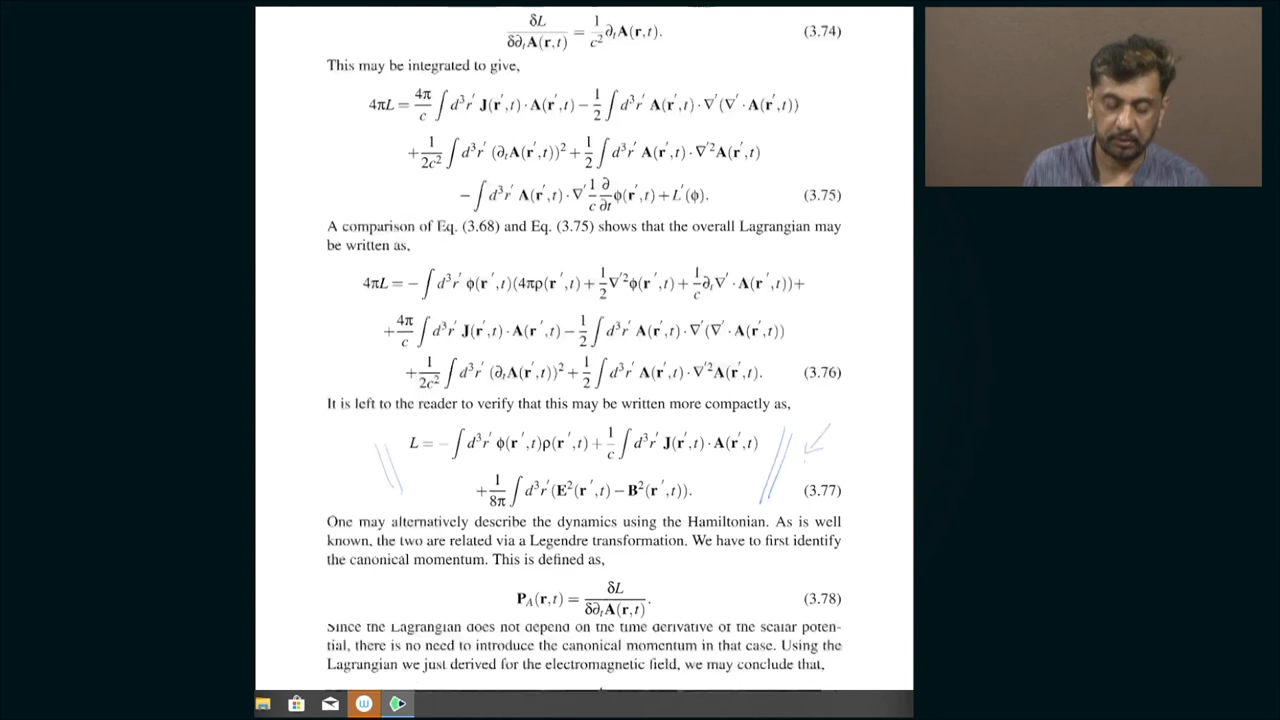 δL/δ∂ₜA(r,t) = 1/c² ∂ₜA(r,t). (3.74)
This may be integrated to give,
4πL = 4π/c ∫ d³r′ J(r′,t)·A(r′,t) − 1/2 ∫ d³r′ A(r′,t)·∇′(∇′·A(r′,t))
+ 1/2c² ∫ d³r′ (∂ₜA(r′,t))² + 1/2 ∫ d³r′ A(r′,t)·∇′²A(r′,t)
− ∫ d³r′ A(r′,t)·∇′ 1/c ∂/∂t ϕ(r′,t) + L′(ϕ). (3.75)
A comparison of Eq. (3.68) and Eq. (3.75) shows that the overall Lagrangian may
be written as,
4πL = − ∫ d³r′ ϕ(r′,t)(4πρ(r′,t) + 1/2 ∇′²ϕ(r′,t) + 1/c ∂ₜ∇′·A(r′,t))+
+ 4π/c ∫ d³r′ J(r′,t)·A(r′,t) − 1/2 ∫ d³r′ A(r′,t)·∇′(∇′·A(r′,t))
+ 1/2c² ∫ d³r′ (∂ₜA(r′,t))² + 1/2 ∫ d³r′ A(r′,t)·∇′²A(r′,t). (3.76)
It is left to the reader to verify that this may be written more compactly as,
L = − ∫ d³r′ ϕ(r′,t)ρ(r′,t) + 1/c ∫ d³r′ J(r′,t)·A(r′,t)
+ 1/8π ∫ d³r′(E²(r′,t) − B²(r′,t)). (3.77)
One may alternatively describe the dynamics using the Hamiltonian. As is well
known, the two are related via a Legendre transformation. We have to first identify
the canonical momentum. This is defined as,
P_A(r,t) = δL/δ∂ₜA(r,t). (3.78)
Since the Lagrangian does not depend on the time derivative of the scalar poten-
tial, there is no need to introduce the canonical momentum in that case. Using the
Lagrangian we just derived for the electromagnetic field, we may conclude that,